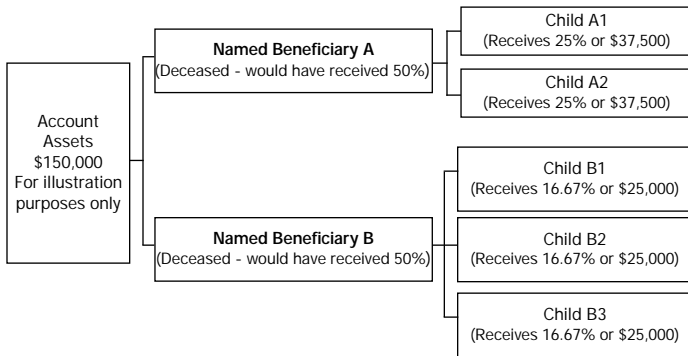 Account
Assets
$150,000
For illustration
purposes only
Named Beneficiary A
(Deceased - would have received 50%)
Child A1
(Receives 25% or $37,500)
Child A2
(Receives 25% or $37,500)
Named Beneficiary B
(Deceased - would have received 50%)
Child B1
(Receives 16.67% or $25,000)
Child B2
(Receives 16.67% or $25,000)
Child B3
(Receives 16.67% or $25,000)